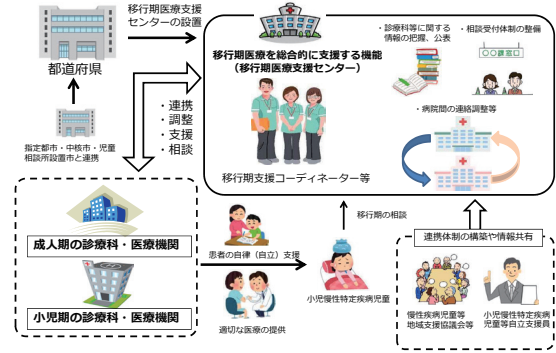 移行期医療支援
センターの設置
都道府県
指定都市・中核市・児童
相談所設置市と連携
・連携
・調整
・支援
・相談
移行期医療を総合的に支援する機能
(移行期医療支援センター)
・診療科等に関する
情報の把握、公表
・相談受付体制の整備
○○課窓口
・病院間の連絡調整等
移行期支援コーディネーター等
成人期の診療科・医療機関
小児期の診療科・医療機関
患者の自律(自立)支援
適切な医療の提供
移行期の相談
小児慢性特定疾病児童
連携体制の構築や情報共有
慢性疾病児童等
地域支援協議会等
小児慢性特定疾病
児童等自立支援員